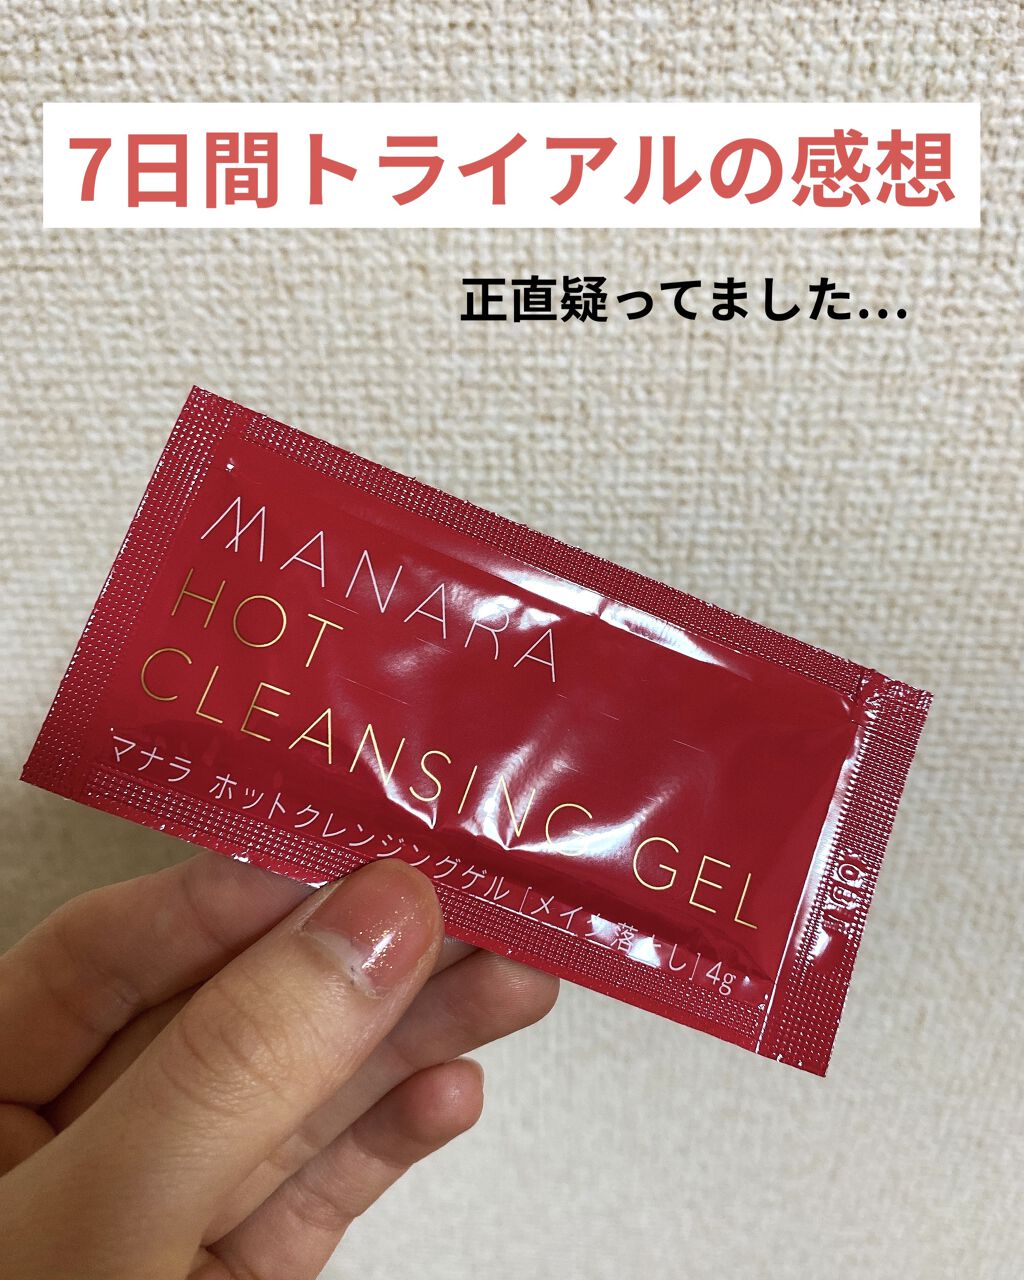 7日間トライアルの感想
正直疑ってました...
MANARA
HOT
CLEANSING GEL
マナラ ホットクレンジングゲル [メイク落とし] 4g